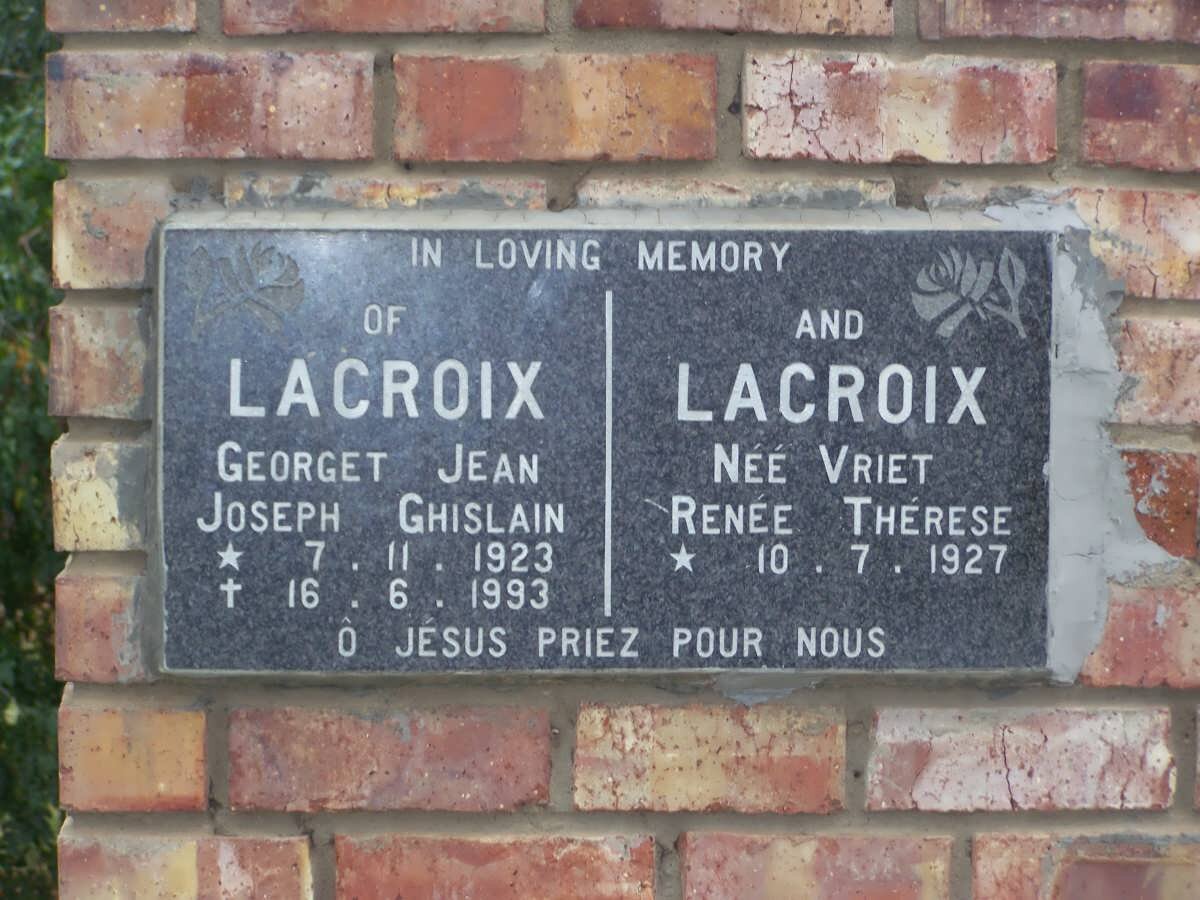 IN LOVING MEMORY
OF
LACROIX
GEORGET JEAN
JOSEPH GHISLAIN
★ 7 . 11 . 1923
✝ 16 . 6 . 1993
AND
LACROIX
NÉÉ VRIET
RENÉE THÉRESE
★ 10 . 7 . 1927
Ô JÉSUS PRIEZ POUR NOUS